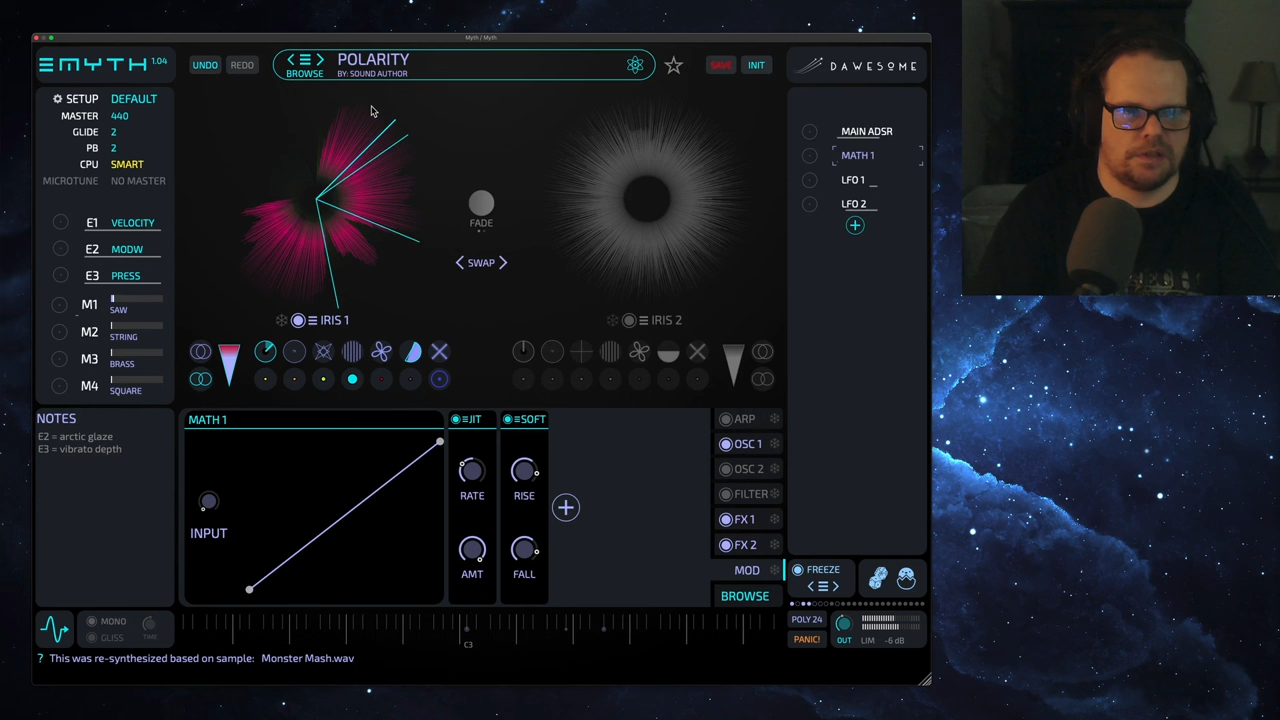 Myth / Myth
MYTH 1.04
UNDO
REDO
BROWSE
POLARITY
BY: SOUND AUTHOR
SAVE
INIT
DAWESOME
SETUP DEFAULT
MASTER 440
GLIDE 2
PB 2
CPU SMART
MICROTUNE NO MASTER
E1 VELOCITY
E2 MODW
E3 PRESS
M1 SAW
M2 STRING
M3 BRASS
M4 SQUARE
FADE
SWAP
IRIS 1
IRIS 2
MAIN ADSR
MATH 1
LFO 1
LFO 2
NOTES
E2 = arctic glaze
E3 = vibrato depth
MATH 1
INPUT
JIT
RATE
AMT
SOFT
RISE
FALL
ARP
OSC 1
OSC 2
FILTER
FX 1
FX 2
MOD
BROWSE
FREEZE
MONO
GLISS
TIME
C3
POLY 24
PANIC!
OUT
LIM
-6 dB
? This was re-synthesized based on sample: Monster Mash.wav